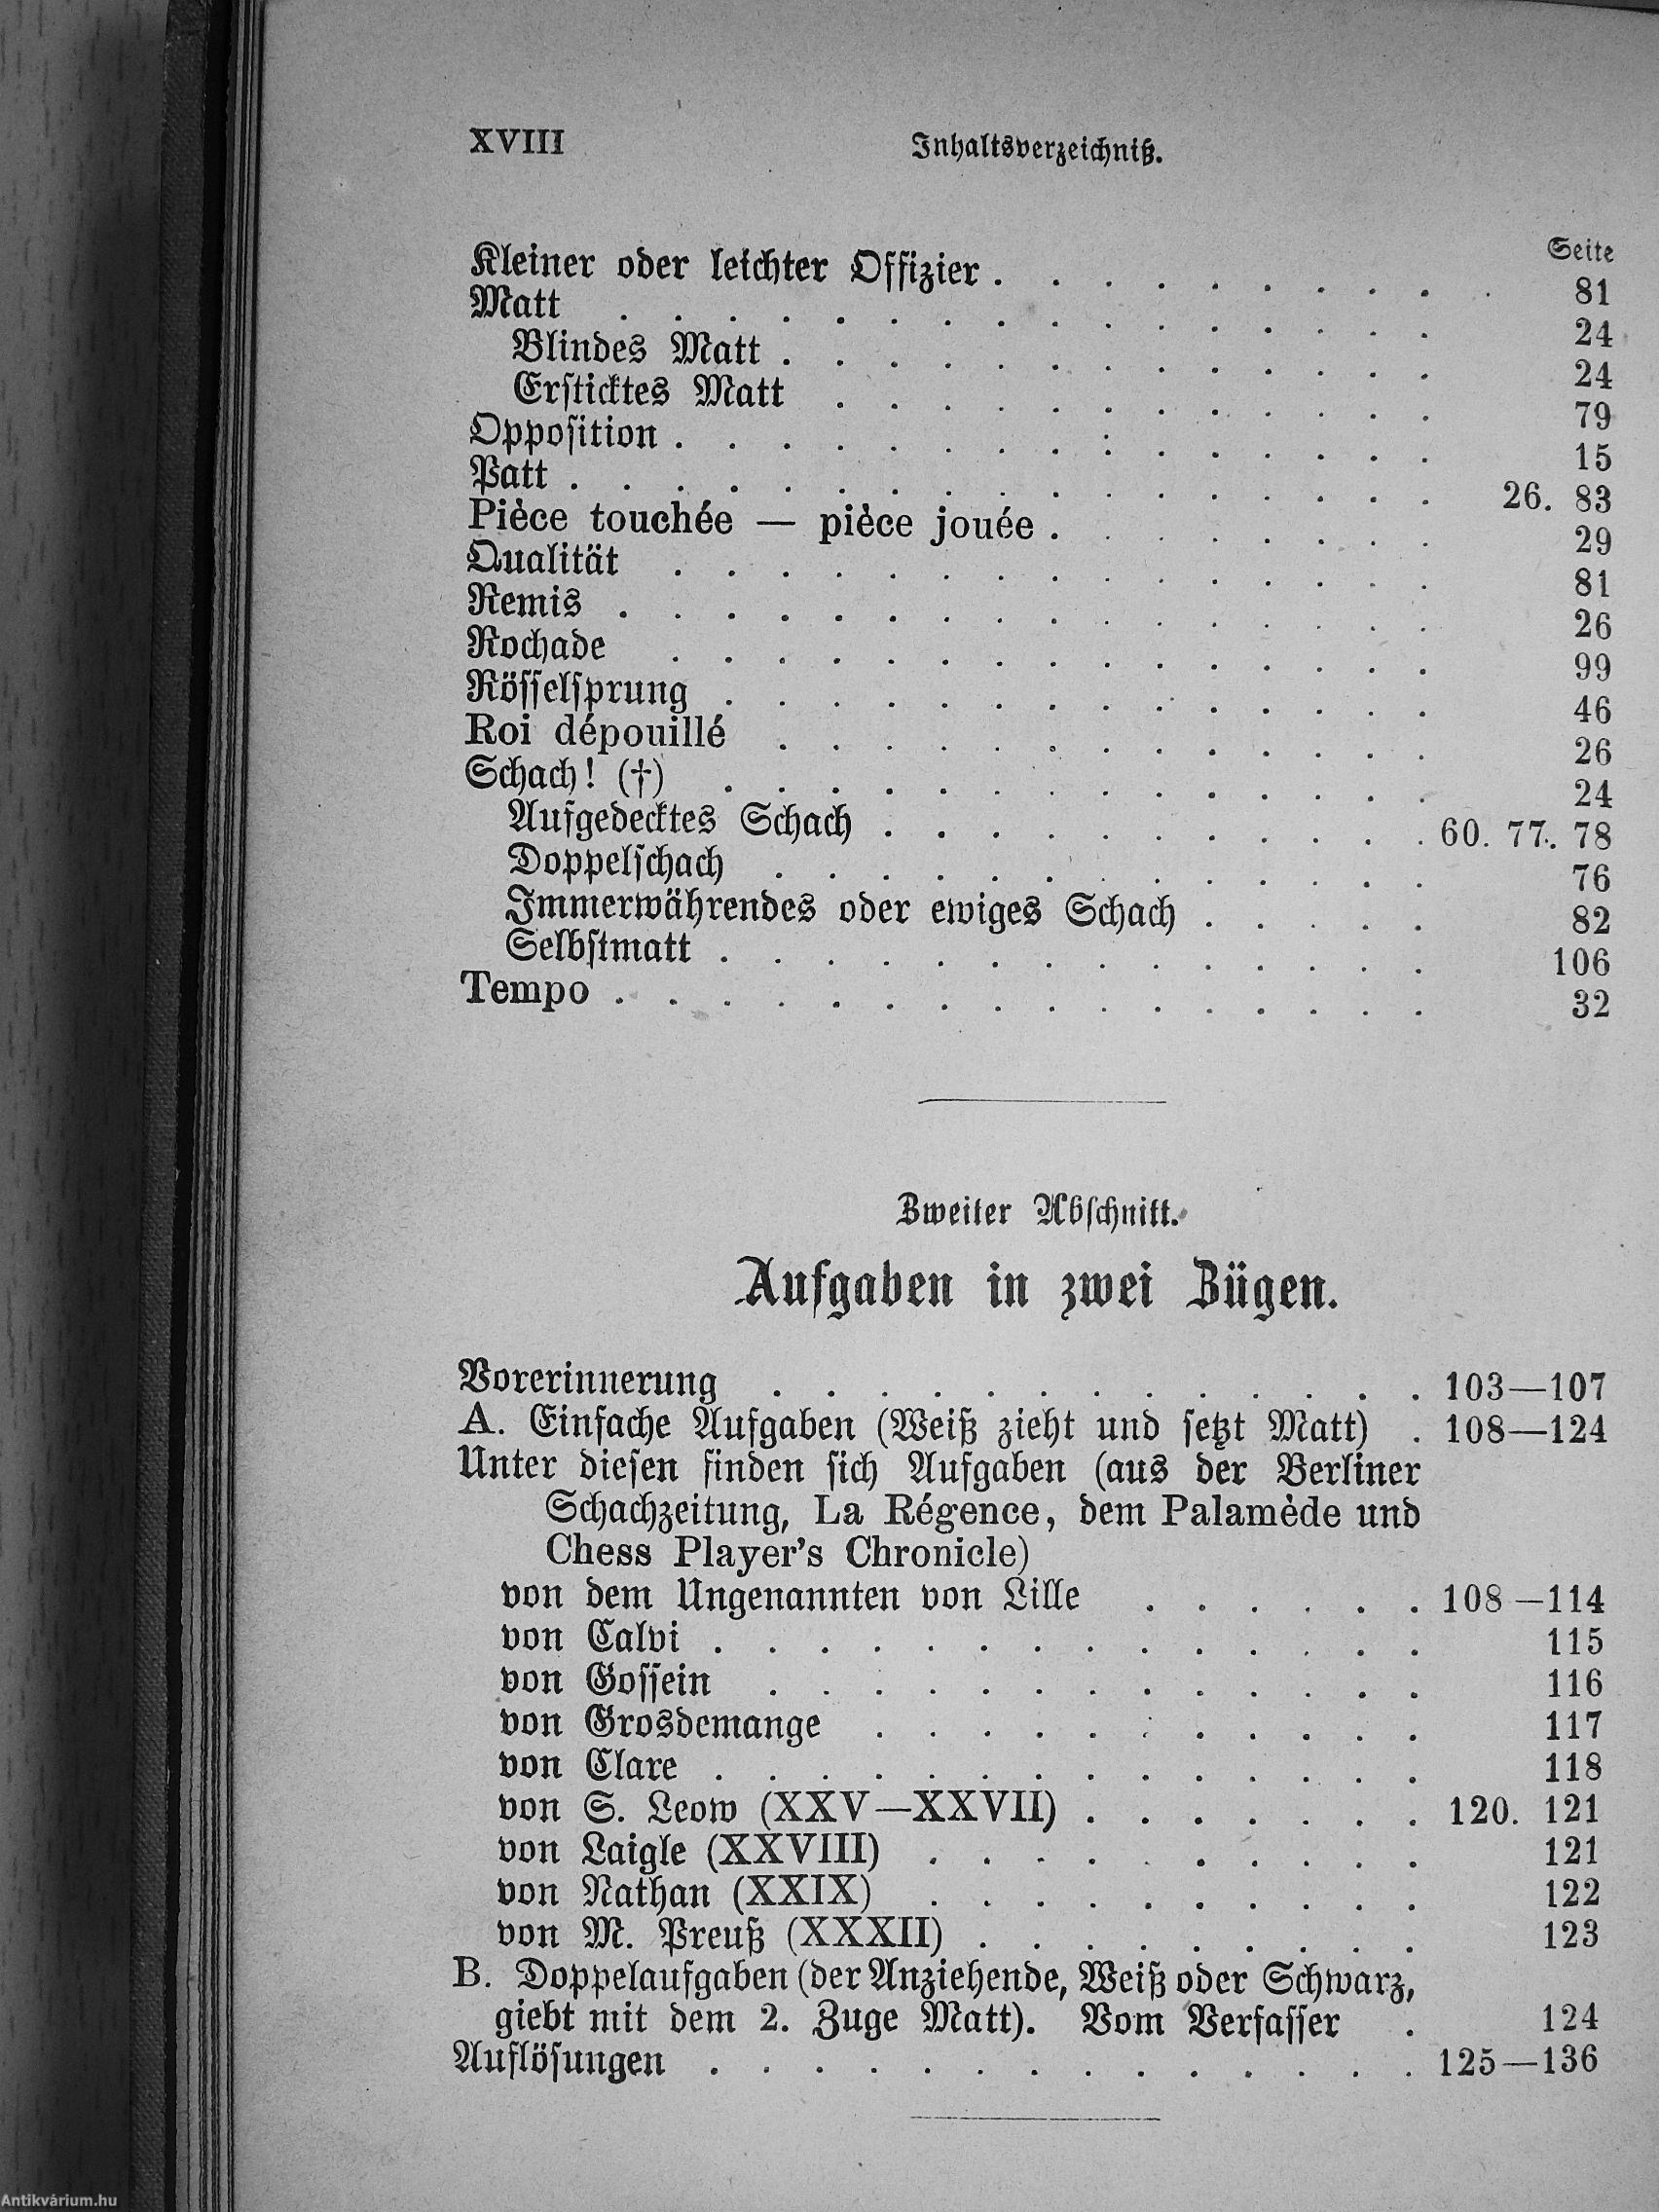 XVIII Inhaltsverzeichniß.
Seite
Kleiner oder leichter Offizier . . . . . . . . . . 81
Matt . . . . . . . . . . . . . . . . 24
Blindes Matt . . . . . . . . . . . . . 24
Ersticktes Matt . . . . . . . . . . . . 79
Opposition . . . . . . . . . . . . . . . 15
Patt . . . . . . . . . . . . . . . . . 26. 83
Pièce touchée — pièce jouée . . . . . . . . 29
Qualität . . . . . . . . . . . . . . . 81
Remis . . . . . . . . . . . . . . . . 26
Rochade . . . . . . . . . . . . . . . 99
Rösselsprung . . . . . . . . . . . . . . 46
Roi dépouillé . . . . . . . . . . . . . 26
Schach! (†) . . . . . . . . . . . . . . 24
Aufgedecktes Schach . . . . . . . . . . . 60. 77. 78
Doppelschach . . . . . . . . . . . . . 76
Immerwährendes oder ewiges Schach . . . . . 82
Selbstmatt . . . . . . . . . . . . . . 106
Tempo . . . . . . . . . . . . . . . . 32
Zweiter Abschnitt.
Aufgaben in zwei Zügen.
Vorerinnerung . . . . . . . . . . . . . 103—107
A. Einfache Aufgaben (Weiß zieht und setzt Matt) . 108—124
Unter diesen finden sich Aufgaben (aus der Berliner
Schachzeitung, La Régence, dem Palamède und
Chess Player's Chronicle)
von dem Ungenannten von Lille . . . . . . 108—114
von Calvi . . . . . . . . . . . . . . 115
von Gossein . . . . . . . . . . . . . 116
von Grosdemange . . . . . . . . . . . 117
von Clare . . . . . . . . . . . . . . 118
von S. Leow (XXV—XXVII) . . . . . . . 120. 121
von Laigle (XXVIII) . . . . . . . . . . 121
von Nathan (XXIX) . . . . . . . . . . 122
von M. Preuß (XXXII) . . . . . . . . . 123
B. Doppelaufgaben (der Anziehende, Weiß oder Schwarz,
giebt mit dem 2. Zuge Matt). Vom Verfasser . 124
Auflösungen . . . . . . . . . . . . . . 125—136
Antikvárium.hu